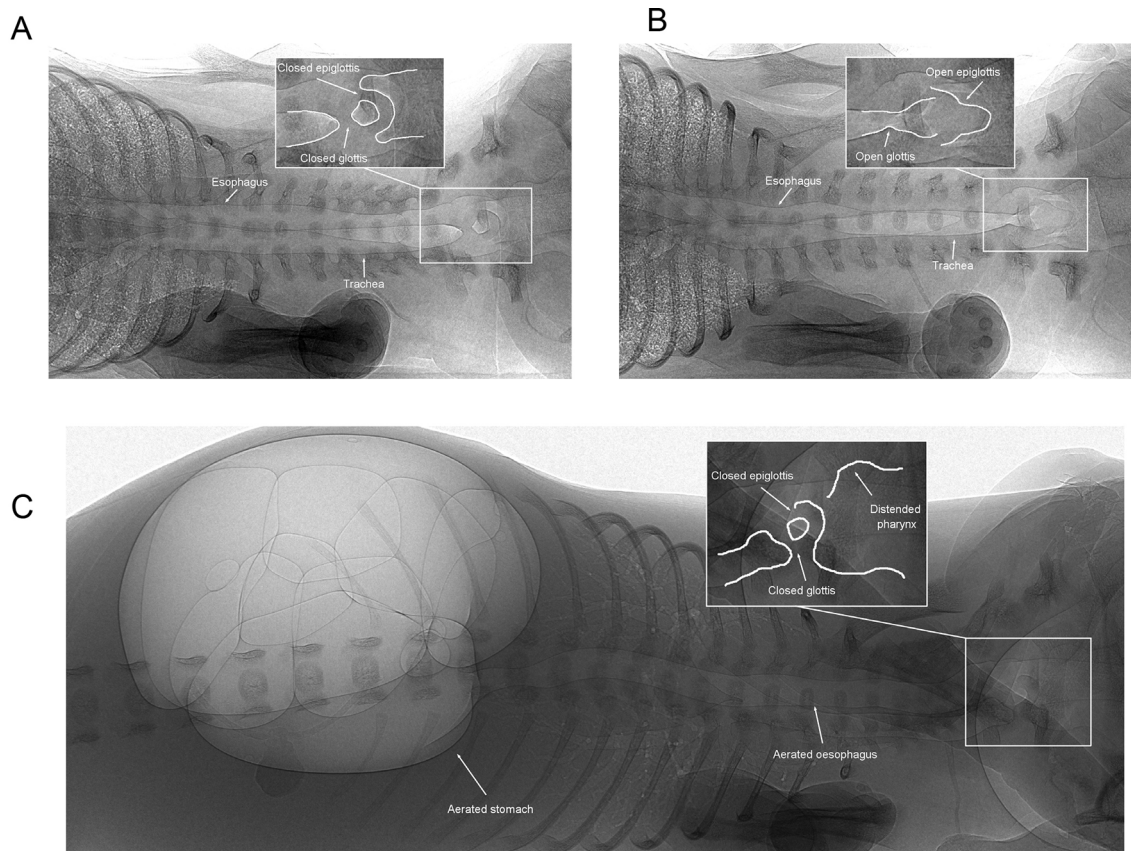 A
B
Closed epiglottis
Closed glottis
Esophagus
Trachea
Open epiglottis
Open glottis
Esophagus
Trachea
C
Closed epiglottis
Distended
pharynx
Closed glottis
Aerated oesophagus
Aerated stomach